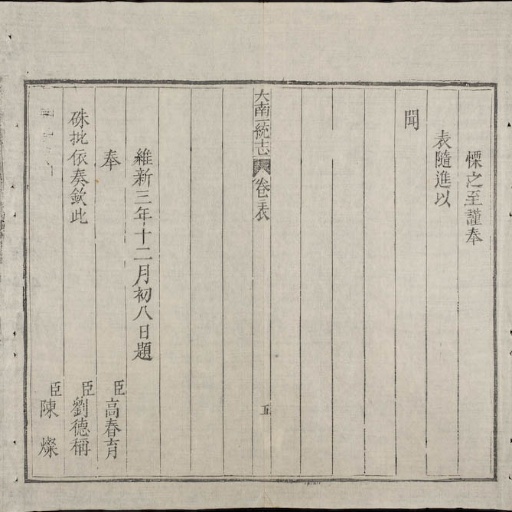 慄之至謹奉
表隨進以
聞
大南一統志 卷之表 五
維新三年十二月初八日題
奉
硃批依奏欽此
臣高春育
臣劉德稱
臣陳燦